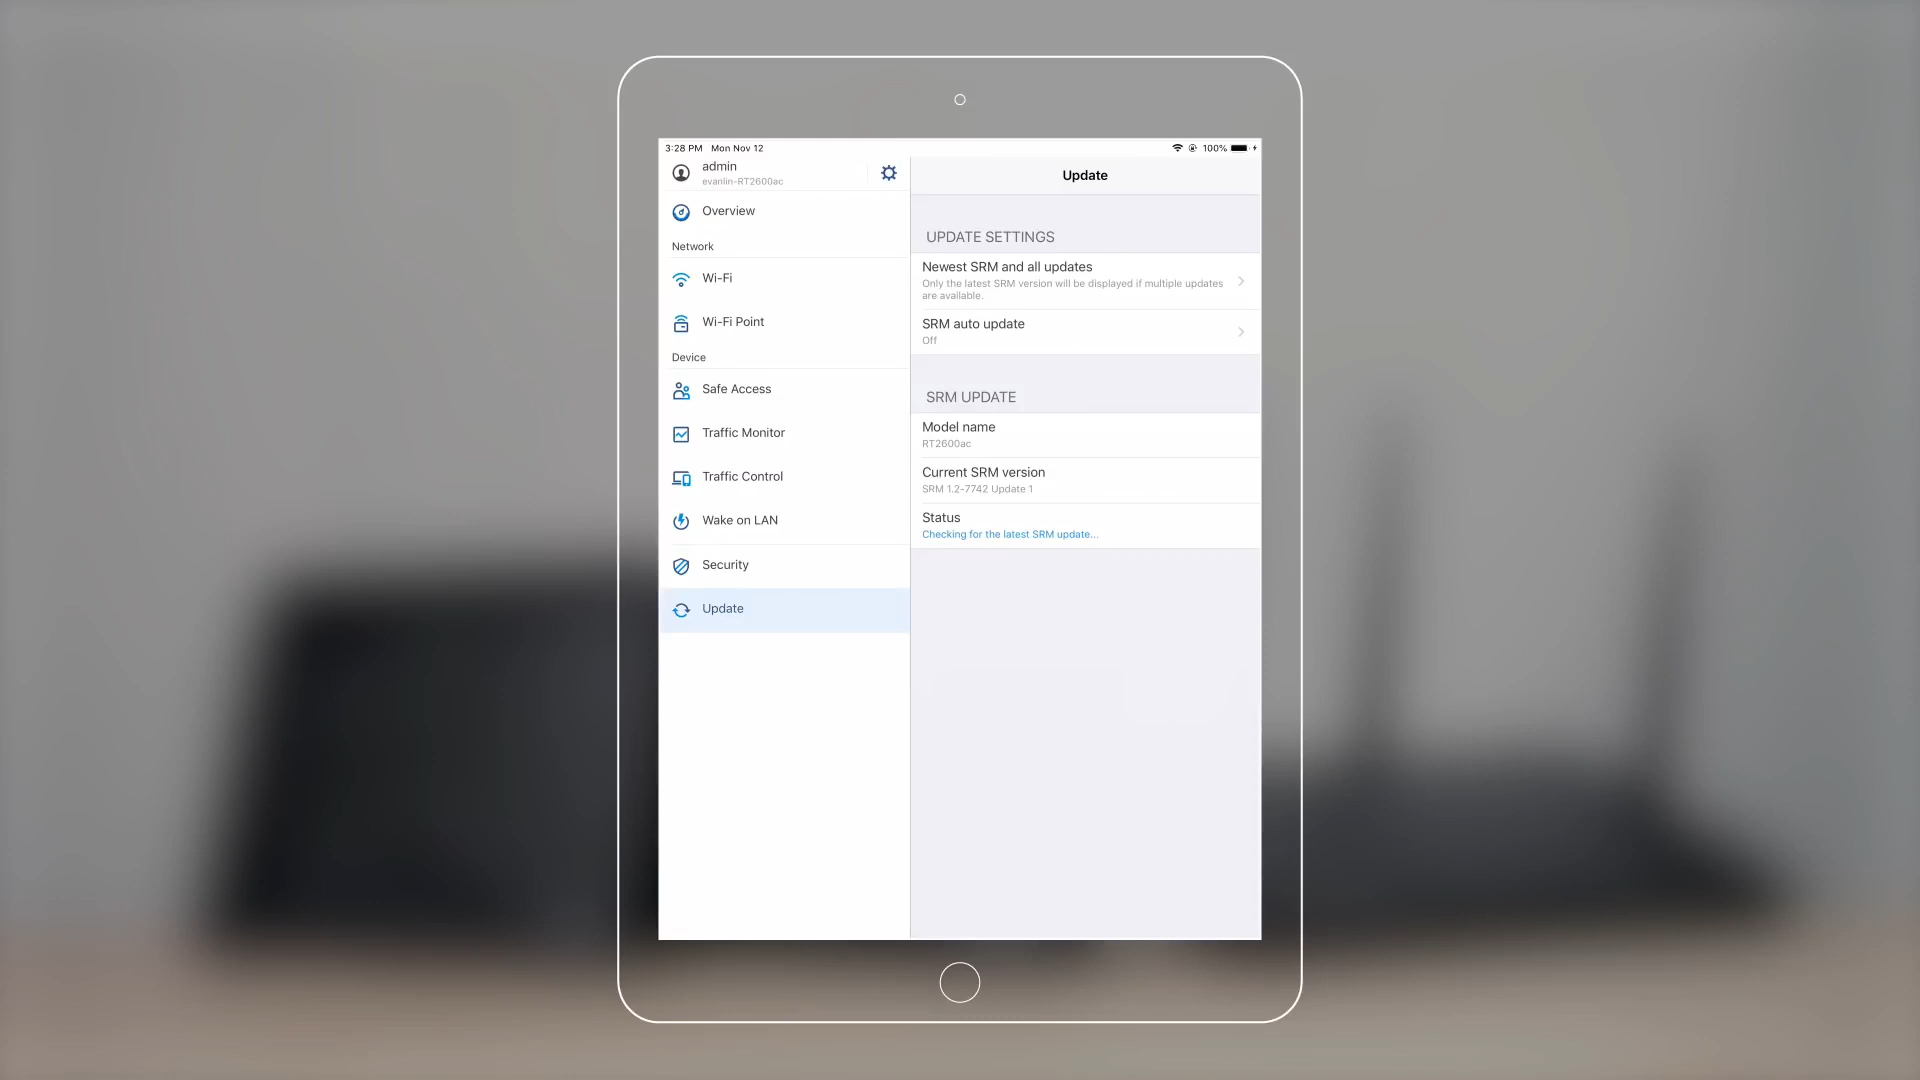 3:28 PM Mon Nov 12
100%
admin
evanlin-RT2600ac
Overview
Network
Wi-Fi
Wi-Fi Point
Device
Safe Access
Traffic Monitor
Traffic Control
Wake on LAN
Security
Update
Update
UPDATE SETTINGS
Newest SRM and all updates
Only the latest SRM version will be displayed if multiple updates
are available.
SRM auto update
Off
SRM UPDATE
Model name
RT2600ac
Current SRM version
SRM 1.2-7742 Update 1
Status
Checking for the latest SRM update...